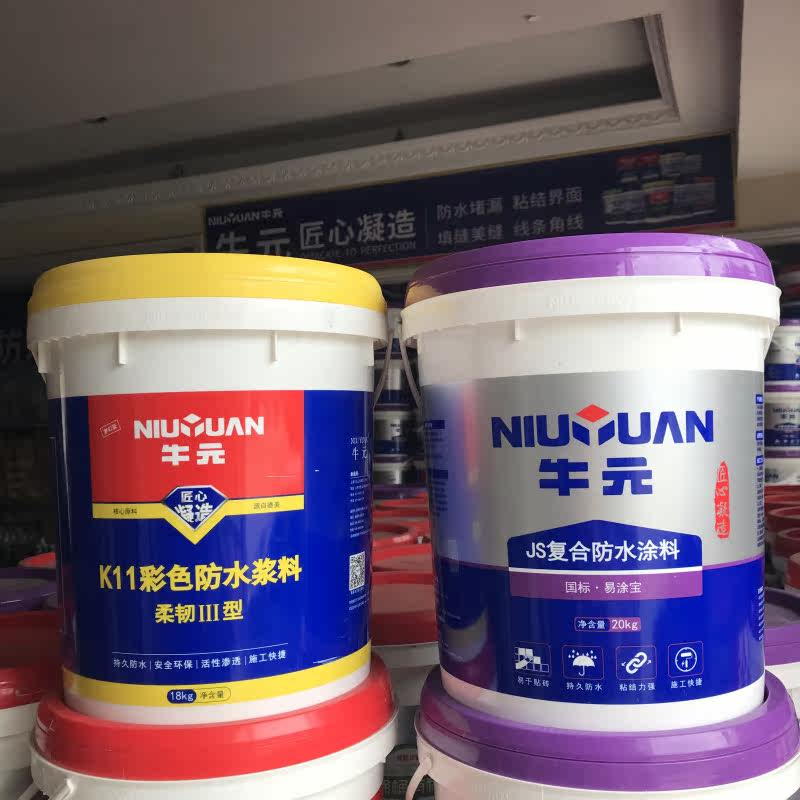 NIUYUAN牛元
牛元 匠心凝造
防水堵漏 粘结界面
填缝美缝 线条角线
NIUYUAN
牛元
匠心
凝造
核心原料
源自德美
K11彩色防水浆料
柔韧III型
持久防水|安全环保|活性渗透|施工快捷
18kg 净含量
NIUYUAN
牛元
NIUYUAN
牛元
匠心凝造
JS复合防水涂料
国标·易涂宝
净含量 20kg
易于贴砖 持久防水 粘结力强 施工快捷